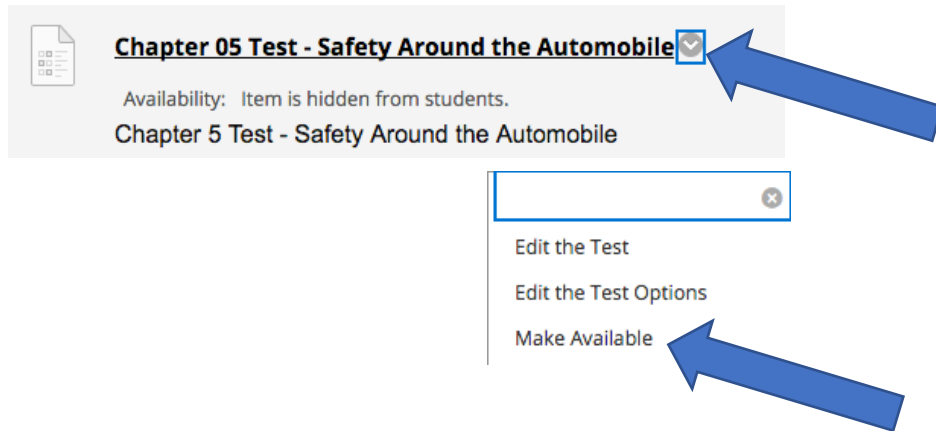 Chapter 05 Test - Safety Around the Automobile
Availability: Item is hidden from students.
Chapter 5 Test - Safety Around the Automobile
Edit the Test
Edit the Test Options
Make Available